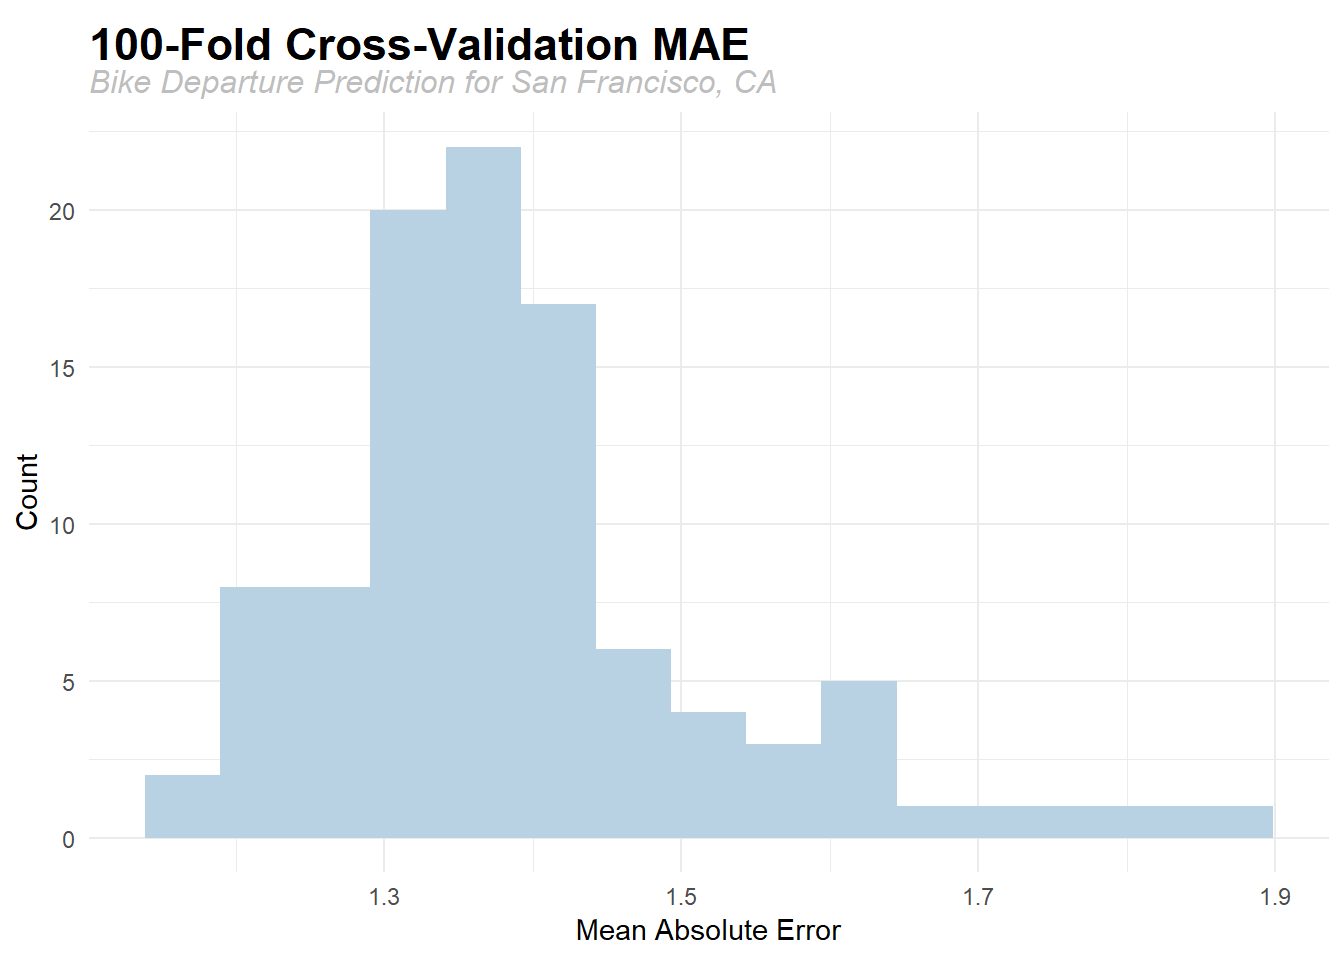 100-Fold Cross-Validation MAE
Bike Departure Prediction for San Francisco, CA
20
15
10
5
0
Count
1.3
1.5
1.7
1.9
Mean Absolute Error